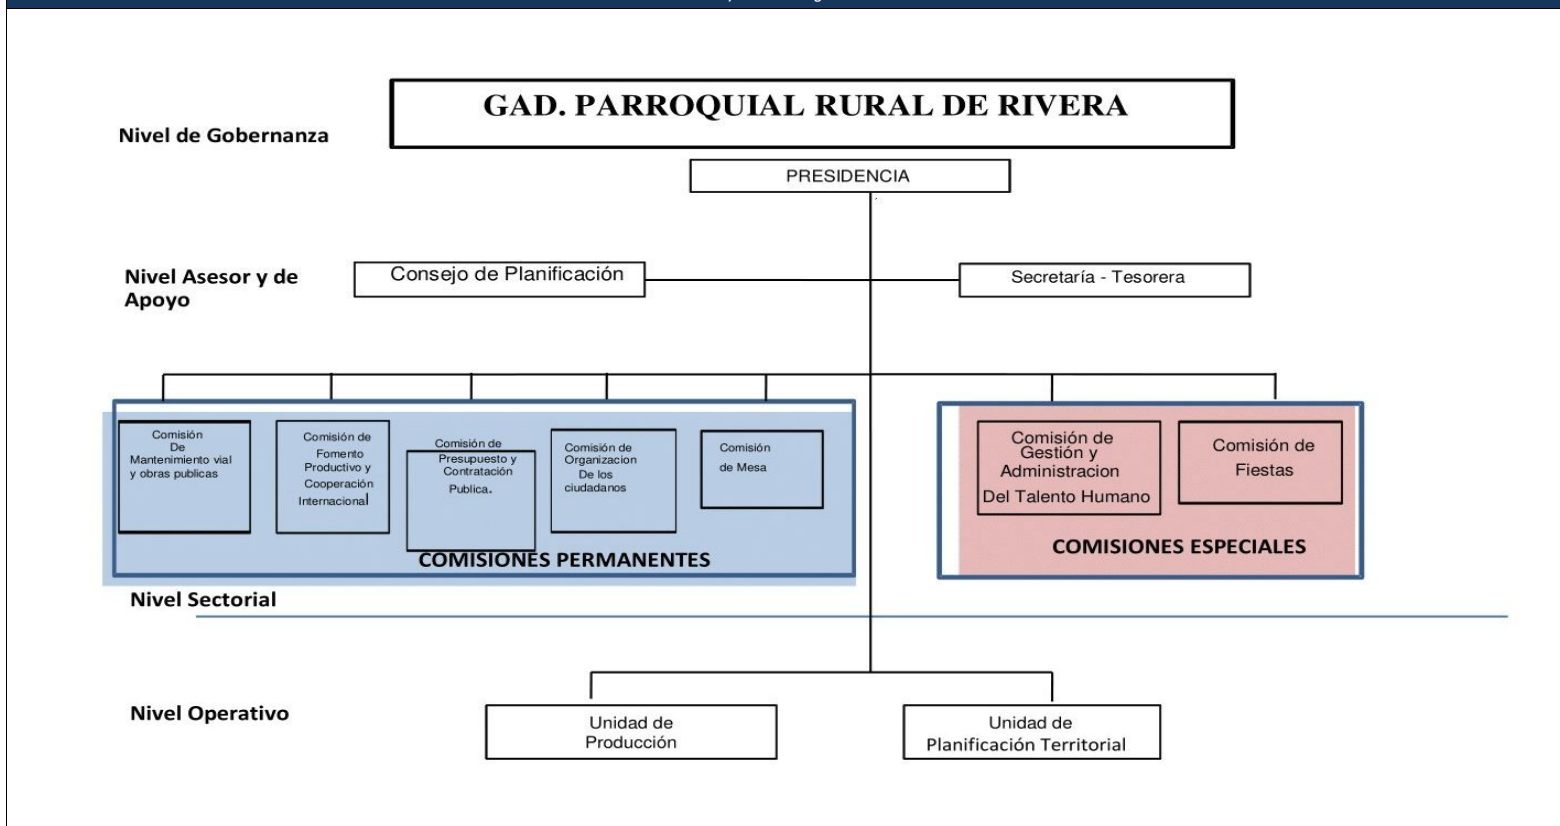 GAD. PARROQUIAL RURAL DE RIVERA
Nivel de Gobernanza
PRESIDENCIA
Nivel Asesor y de
Apoyo
Consejo de Planificación
Secretaría - Tesorera
Comisión
De
Mantenimiento vial
y obras publicas
Comisión de
Fomento
Productivo y
Cooperación
Internacional
Comisión de
Presupuesto y
Contratación
Publica.
Comisión de
Organizacion
De los
ciudadanos
Comisión
de Mesa
COMISIONES PERMANENTES
Comisión de
Gestión y
Administracion
Del Talento Humano
Comisión de
Fiestas
COMISIONES ESPECIALES
Nivel Sectorial
Nivel Operativo
Unidad de
Producción
Unidad de
Planificación Territorial